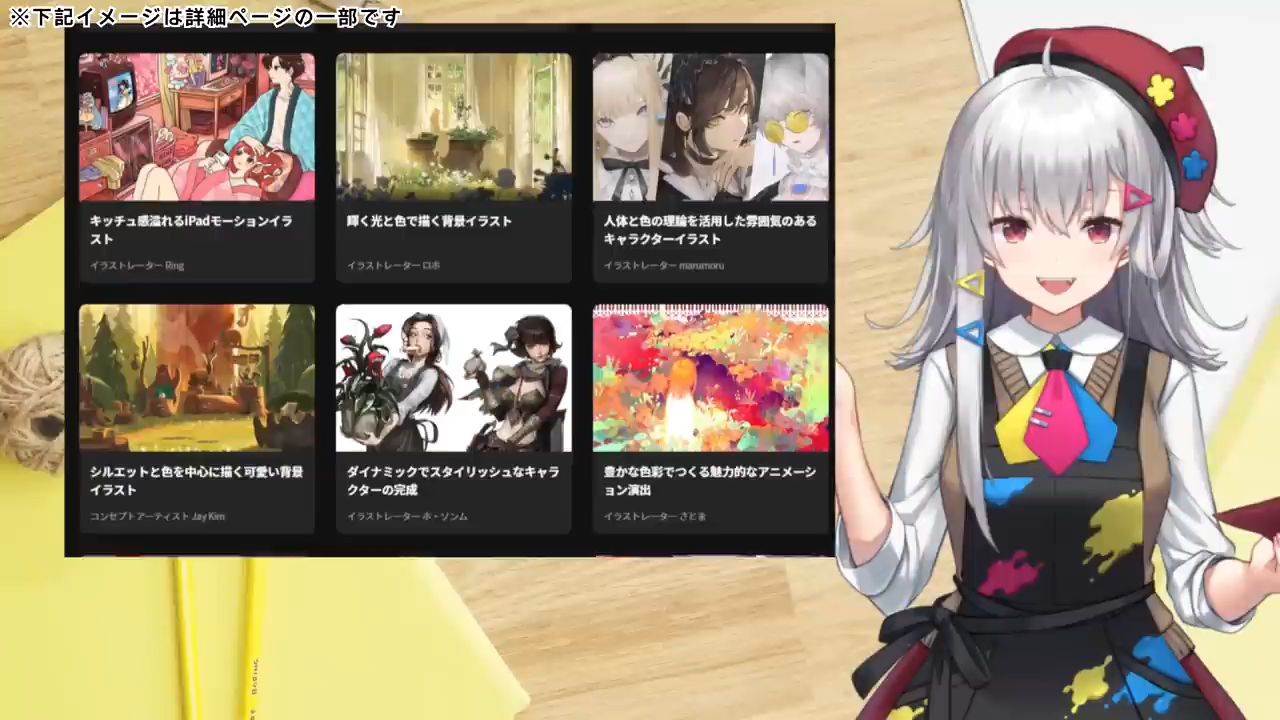 ※下記イメージは詳細ページの一部です
キッチュ感溢れるiPadモーションイラ
スト
イラストレーター Ring
輝く光と色で描く背景イラスト
イラストレーター ロボ
人体と色の理論を活用した雰囲気のある
キャラクターイラスト
イラストレーター marumoru
シルエットと色を中心に描く可愛い背景
イラスト
コンセプトアーティスト Jay Kim
ダイナミックでスタイリッシュなキャラ
クターの完成
イラストレーター ホ・ソンム
豊かな色彩でつくる魅力的なアニメーシ
ョン演出
イラストレーター さとま